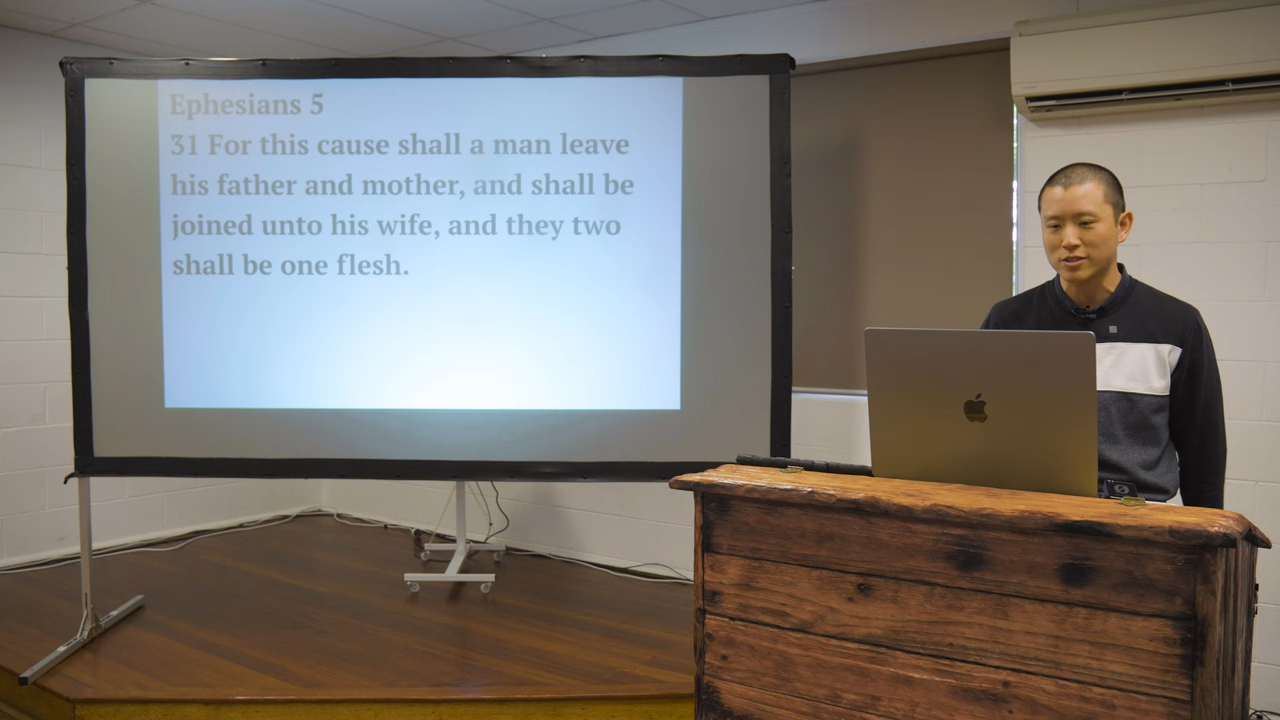 Ephesians 5
31 For this cause shall a man leave
his father and mother, and shall be
joined unto his wife, and they two
shall be one flesh.